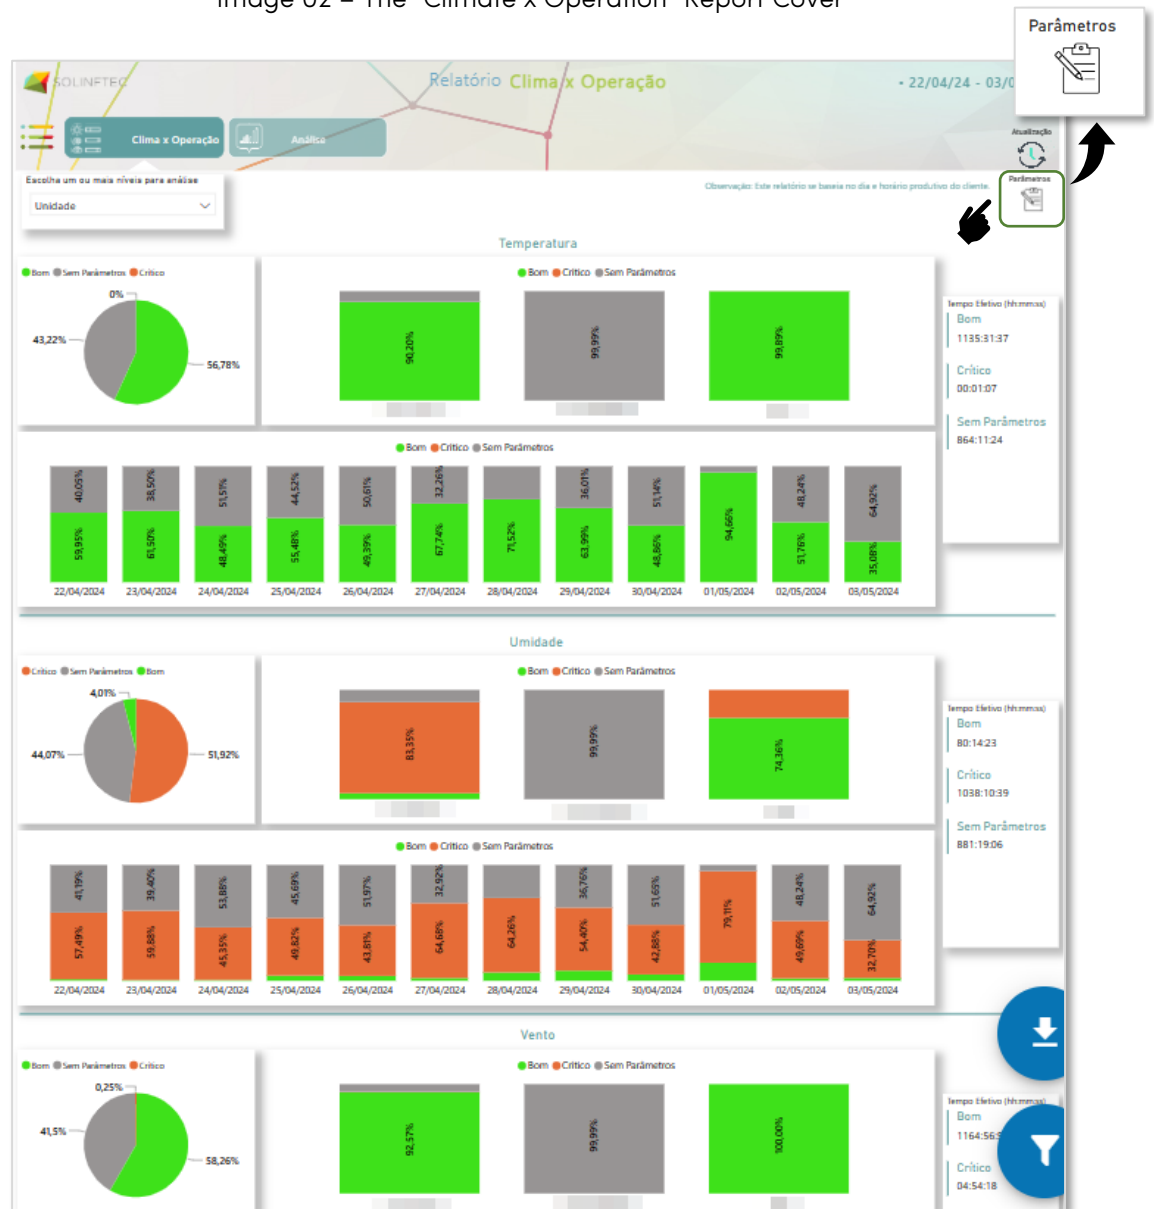 Image 02 – The "Climate x Operation" Report Cover
Parâmetros
SOLINFTEC
Relatório Clima x Operação
- 22/04/24 - 03/0
Clima x Operação
Análise
Atualização
Parâmetros
Escolha um ou mais níveis para análise
Unidade
Observação: Este relatório se baseia no dia e horário produtivo do cliente.
Temperatura
Bom Sem Parâmetros Crítico
0%
43,22%
56,78%
Bom Crítico Sem Parâmetros
90,20%
99,99%
99,89%
Tempo Efetivo (hh:mm:ss)
Bom
1135:31:37
Crítico
00:01:07
Sem Parâmetros
864:11:24
Bom Crítico Sem Parâmetros
40,05% 38,50% 51,51% 44,52% 50,61% 32,26% 36,01% 51,14% 48,24% 64,92%
59,95% 61,50% 48,49% 55,48% 49,39% 67,74% 71,52% 63,99% 48,86% 94,66% 51,76% 35,08%
22/04/2024 23/04/2024 24/04/2024 25/04/2024 26/04/2024 27/04/2024 28/04/2024 29/04/2024 30/04/2024 01/05/2024 02/05/2024 03/05/2024
Umidade
Crítico Sem Parâmetros Bom
4,01%
44,07%
51,92%
Bom Crítico Sem Parâmetros
83,35%
99,99%
74,36%
Tempo Efetivo (hh:mm:ss)
Bom
80:14:23
Crítico
1038:10:39
Sem Parâmetros
881:19:06
Bom Crítico Sem Parâmetros
41,19% 39,40% 53,88% 45,69% 51,97% 32,92% 36,76% 51,65% 48,24% 64,92%
57,49% 59,88% 45,35% 49,82% 43,81% 64,68% 64,26% 54,40% 42,88% 79,11% 49,69% 32,70%
22/04/2024 23/04/2024 24/04/2024 25/04/2024 26/04/2024 27/04/2024 28/04/2024 29/04/2024 30/04/2024 01/05/2024 02/05/2024 03/05/2024
Vento
Bom Sem Parâmetros Crítico
0,25%
41,5%
58,26%
Bom Crítico Sem Parâmetros
92,57%
99,99%
100,00%
Tempo Efetivo (hh:mm:ss)
Bom
1164:56:
Crítico
04:54:18